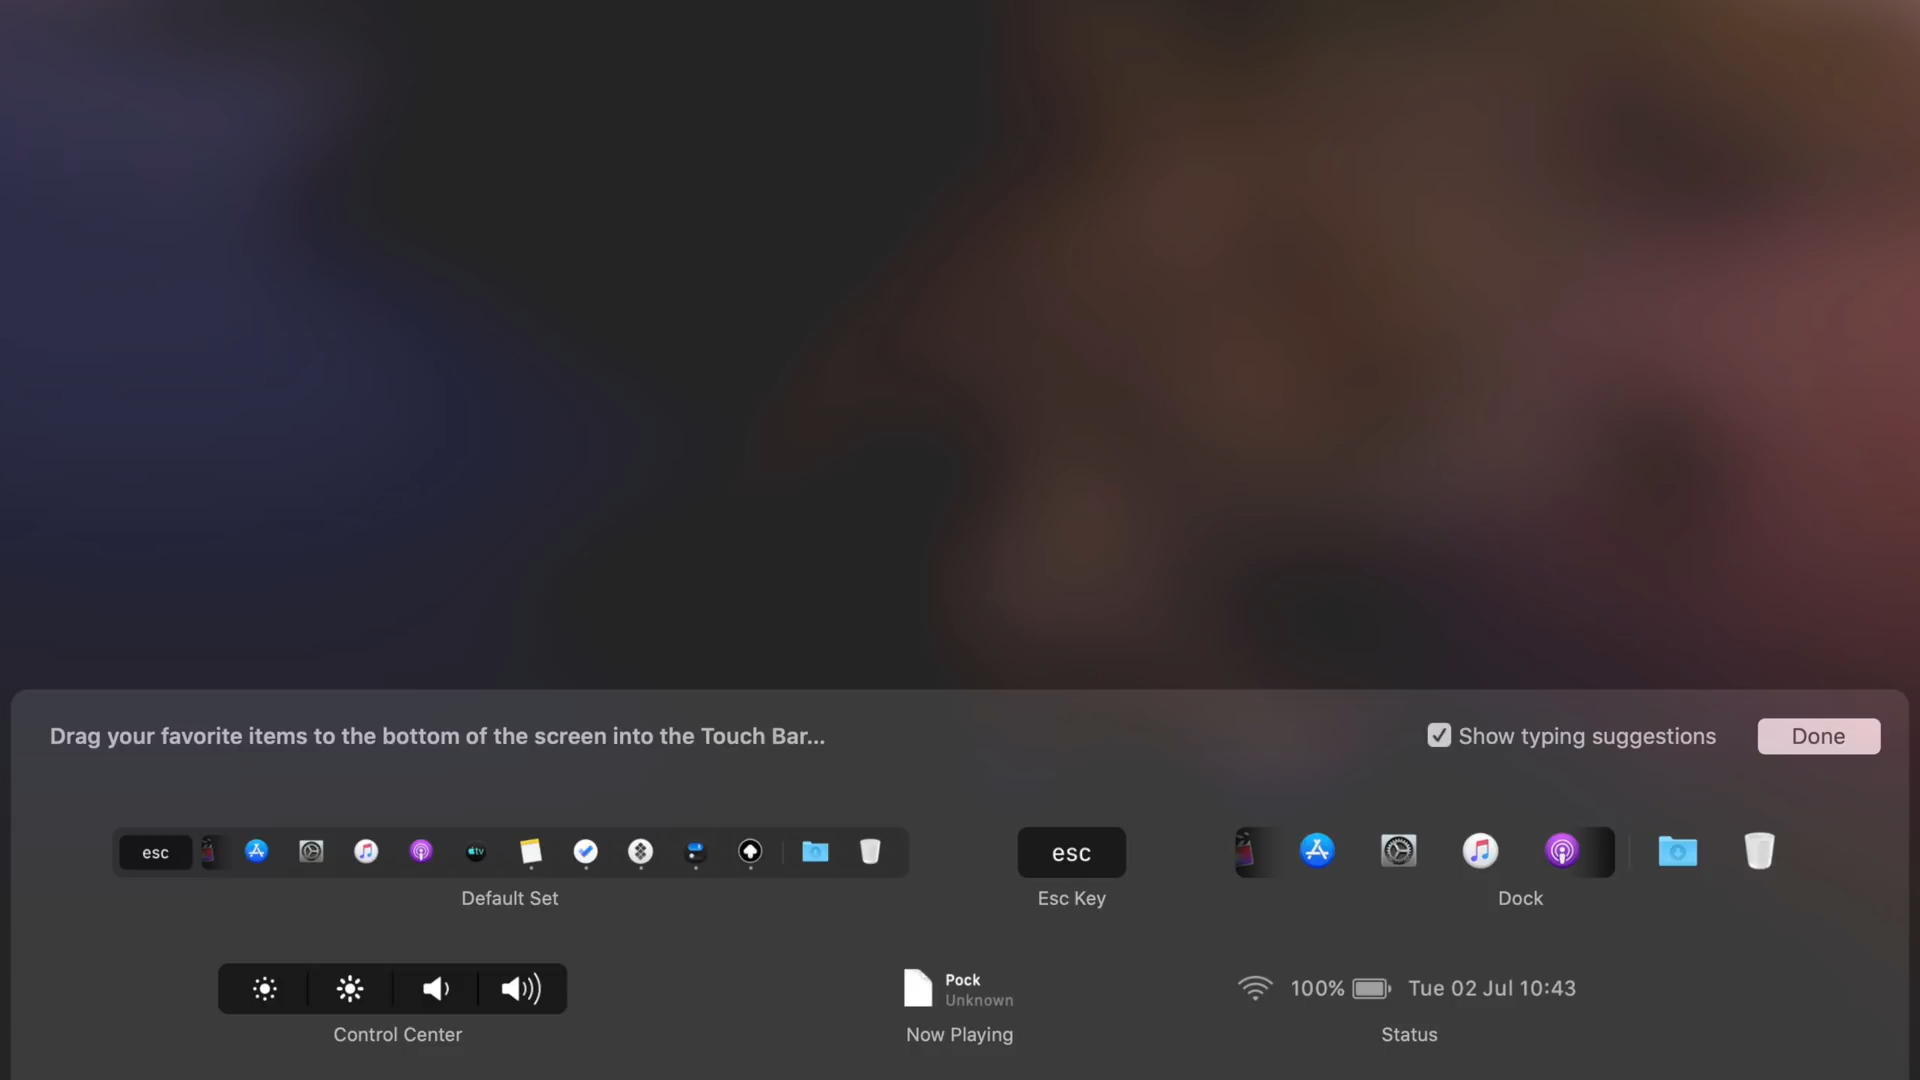 Drag your favorite items to the bottom of the screen into the Touch Bar...
Show typing suggestions
Done
esc
tv
Default Set
esc
Esc Key
Dock
Control Center
Pock
Unknown
Now Playing
100% Tue 02 Jul 10:43
Status